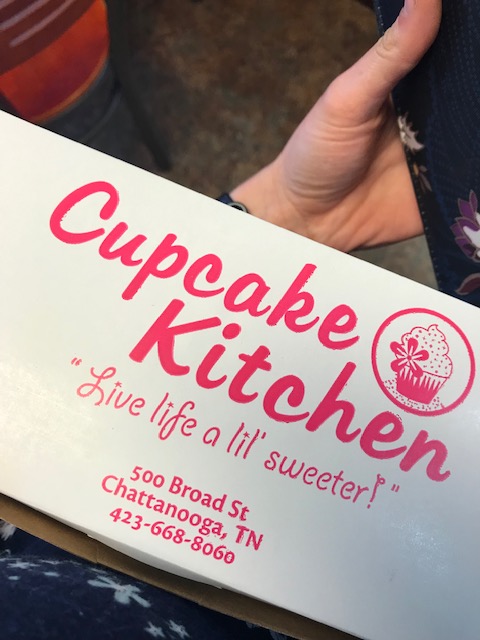 Cupcake
Kitchen
"Live life a lil' sweeter!"
500 Broad St
Chattanooga, TN
423-668-8060